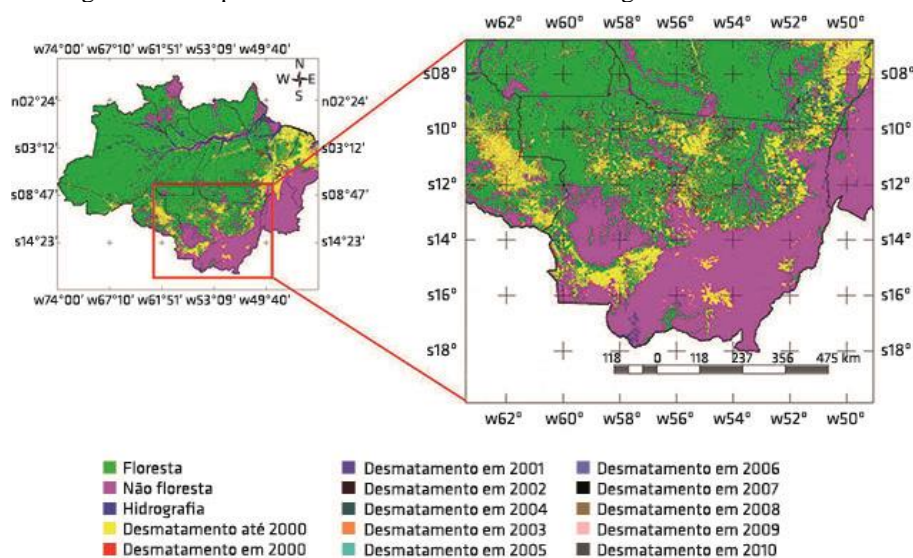 w62° w60° w58° w56° w54° w52° w50°
w74°00' w67°10' w61°51' w53°09' w49°40'
N
W E
S
n02°24' n02°24'
s03°12' s03°12'
s08°47' s08°47'
s14°23' s14°23'
w74°00' w67°10' w61°51' w53°09' w49°40'
s08° s08°
s10° s10°
s12° s12°
s14° s14°
s16° s16°
s18° s18°
118 0 118 237 356 475 km
w62° w60° w58° w56° w54° w52° w50°
Floresta
Não floresta
Hidrografia
Desmatamento até 2000
Desmatamento em 2000
Desmatamento em 2001
Desmatamento em 2002
Desmatamento em 2004
Desmatamento em 2003
Desmatamento em 2005
Desmatamento em 2006
Desmatamento em 2007
Desmatamento em 2008
Desmatamento em 2009
Desmatamento em 2010